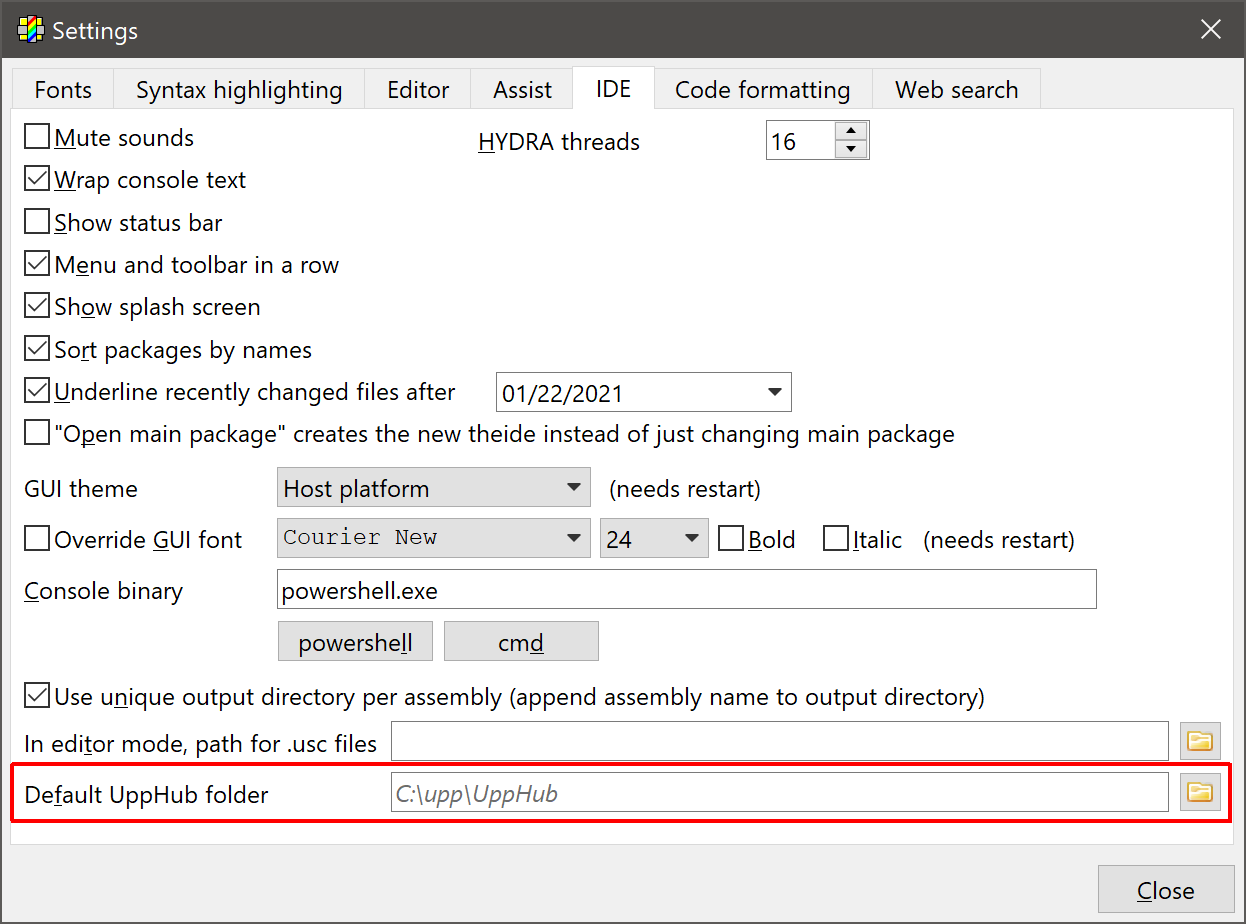 Settings
Fonts Syntax highlighting Editor Assist IDE Code formatting Web search
Mute sounds HYDRA threads 16
Wrap console text
Show status bar
Menu and toolbar in a row
Show splash screen
Sort packages by names
Underline recently changed files after 01/22/2021
"Open main package" creates the new theide instead of just changing main package
GUI theme Host platform (needs restart)
Override GUI font Courier New 24 Bold Italic (needs restart)
Console binary powershell.exe
powershell cmd
Use unique output directory per assembly (append assembly name to output directory)
In editor mode, path for .usc files
Default UppHub folder C:\upp\UppHub
Close